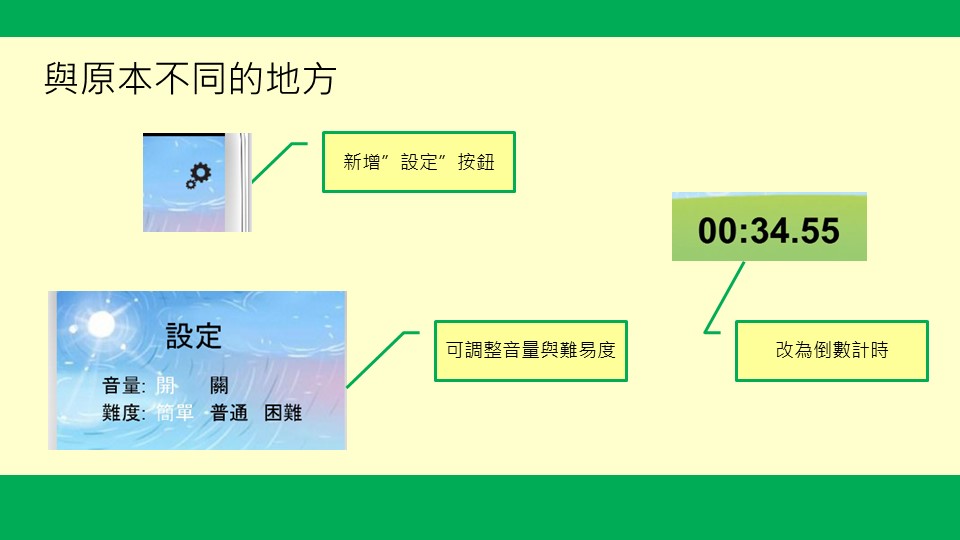 與原本不同的地方
新增”設定”按鈕
00:34.55
設定
音量: 開 關
難度: 簡單 普通 困難
可調整音量與難易度
改為倒數計時